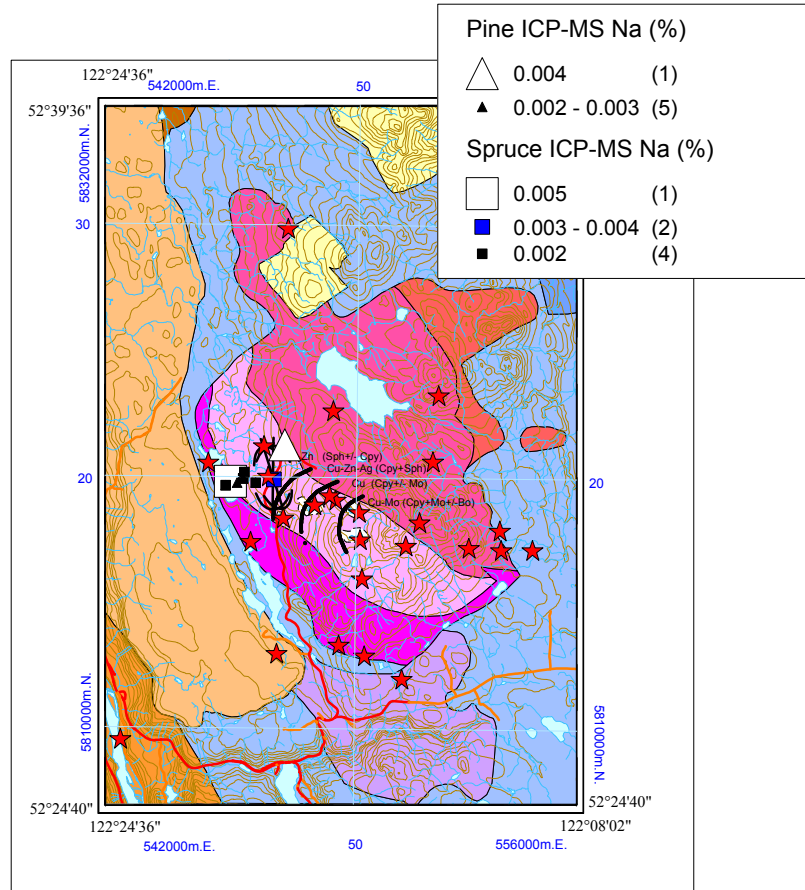 Pine ICP-MS Na (%)
0.004 (1)
0.002 - 0.003 (5)
Spruce ICP-MS Na (%)
0.005 (1)
0.003 - 0.004 (2)
0.002 (4)
122°24'36"
542000m.E.
50
52°39'36"
5832000m.N.
30
Zn (Sph+/- Cpy)
Cu-Zn-Ag (Cpy+Sph)
20
20
Cu (Cpy+/- Mo)
Cu-Mo (Cpy+Mo+/-Bo)
5810000m.N.
5810000m.N.
52°24'40"
52°24'40"
122°24'36"
122°08'02"
542000m.E.
50
556000m.E.